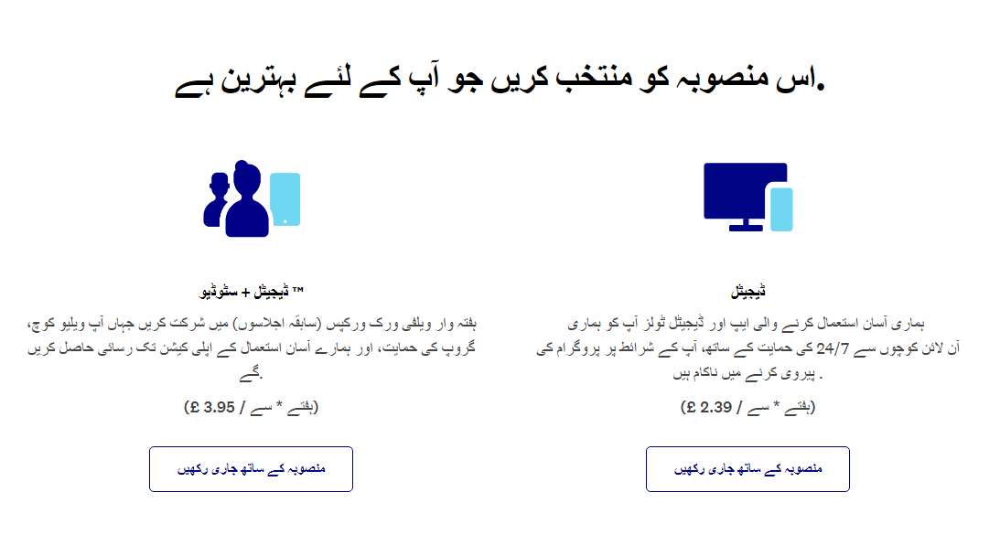 اس منصوبہ کو منتخب کریں جو آپ کے لئے بہترین ہے.
ڈیجیٹل
ہماری آسان استعمال کرنے والی ایپ اور ڈیجیٹل ٹولز آپ کو ہماری
آن لائن کوچوں سے 24/7 کی حمایت کے ساتھ، آپ کے شرائط پر پروگرام کی
پیروی کرنے میں ناکام ہیں .
(ہفتے * سے / 2.39 £)
منصوبہ کے ساتھ جاری رکھیں
ڈیجیٹل + سٹوڈیو ™
ہفتہ وار ویلفی ورک ورکپس (سابقہ اجلاسوں) میں شرکت کریں جہاں آپ ویلیو کوچ،
گروپ کی حمایت، اور ہمارے آسان استعمال کے اپلی کیشن تک رسائی حاصل کریں
گے.
(ہفتے * سے / 3.95 £)
منصوبہ کے ساتھ جاری رکھیں